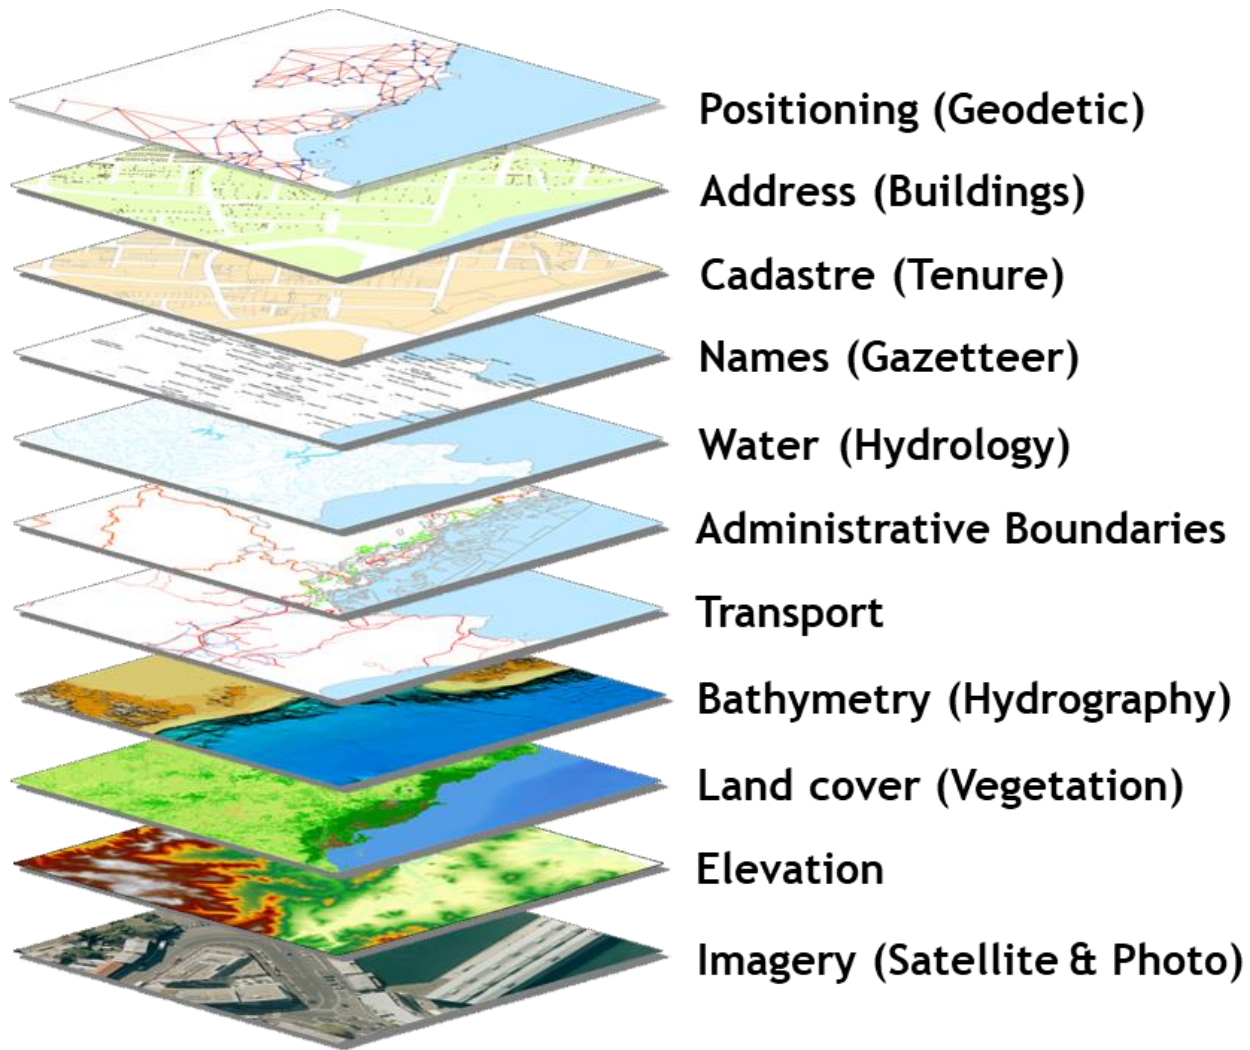 Positioning (Geodetic)
Address (Buildings)
Cadastre (Tenure)
Names (Gazetteer)
Water (Hydrology)
Administrative Boundaries
Transport
Bathymetry (Hydrography)
Land cover (Vegetation)
Elevation
Imagery (Satellite & Photo)